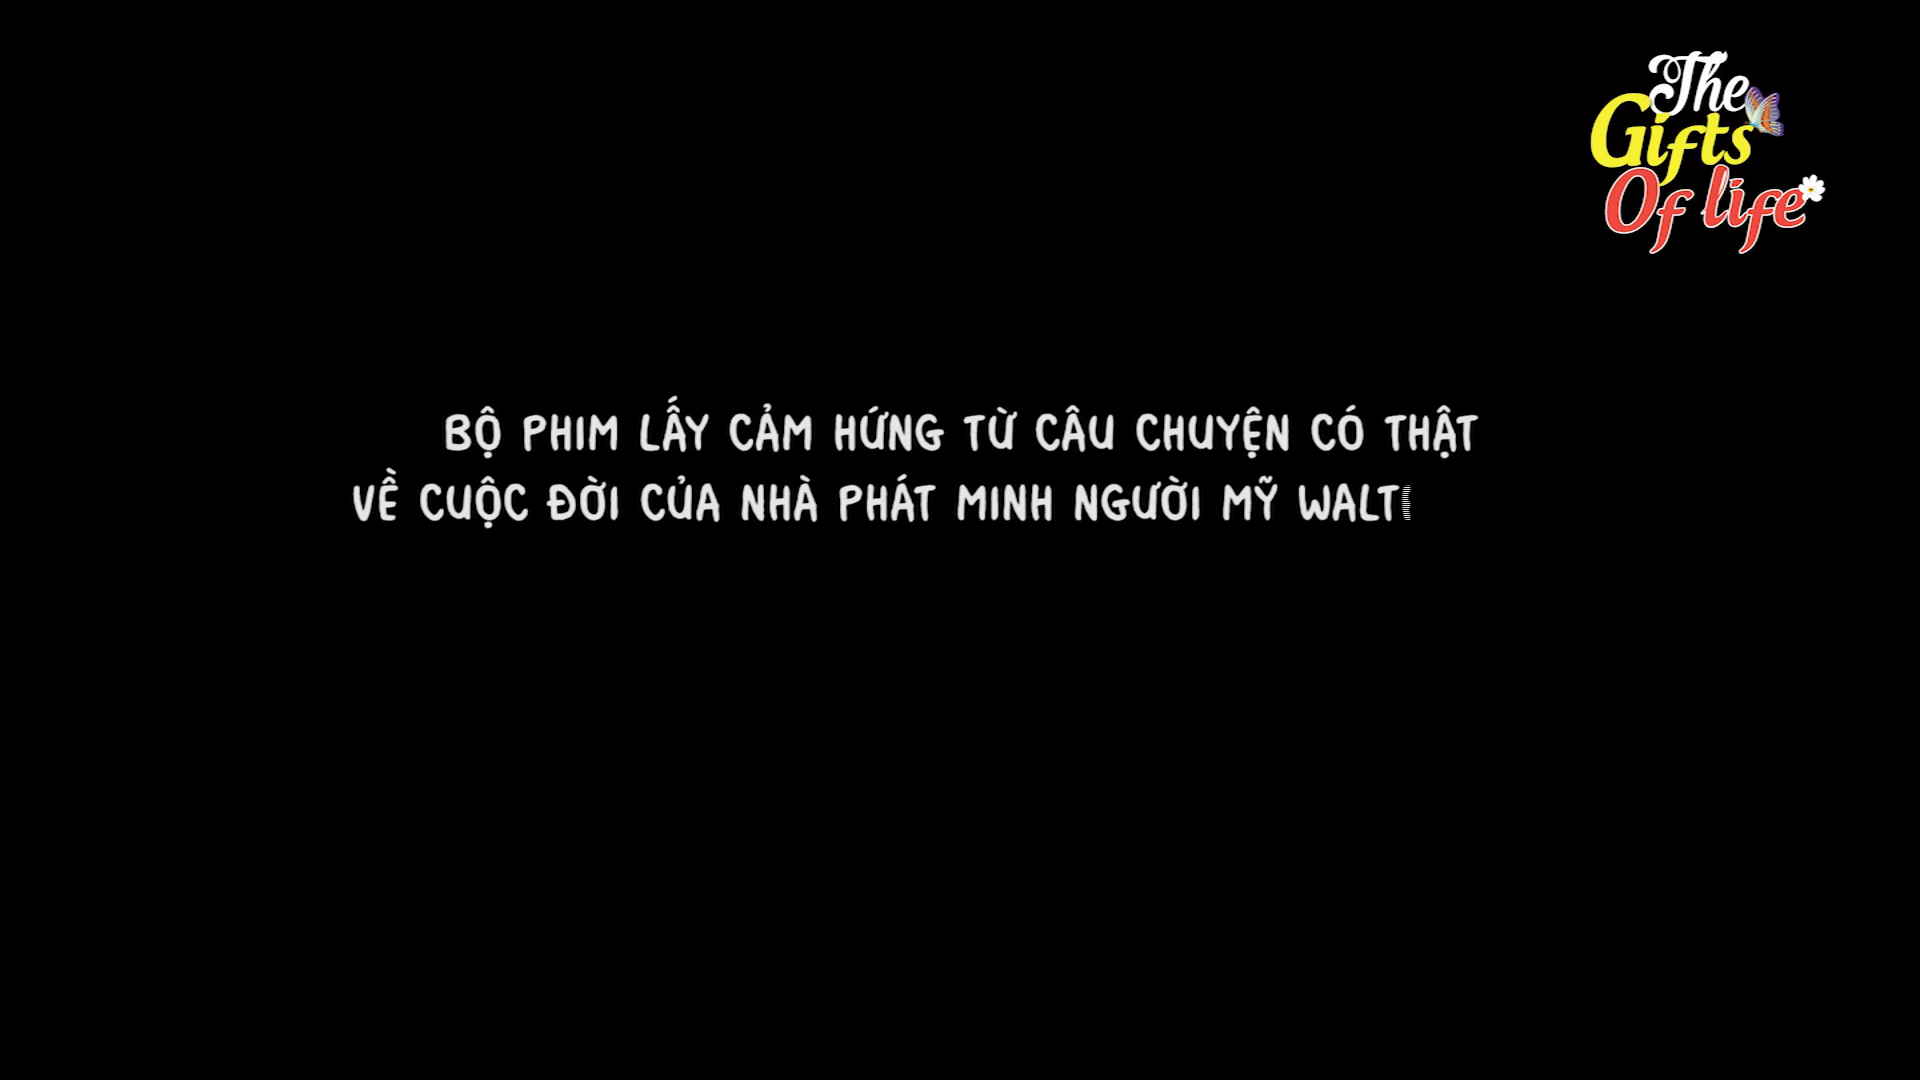 The
Gifts
Of life
BỘ PHIM LẤY CẢM HỨNG TỪ CÂU CHUYỆN CÓ THẬT
VỀ CUỘC ĐỜI CỦA NHÀ PHÁT MINH NGƯỜI MỸ WALT